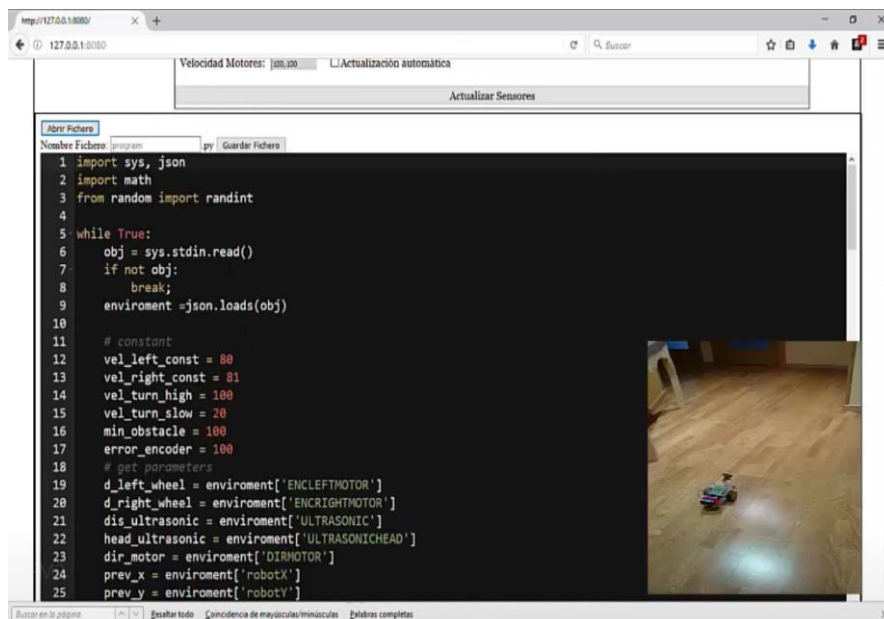 http://127.0.0.1:8080/
127.0.0.1:8080
Buscar
Velocidad Motores: 100,100 Actualización automática
Actualizar Sensores
Abrir Fichero
Nombre Fichero: program .py Guardar Fichero
1 import sys, json
2 import math
3 from random import randint
4
5 while True:
6 obj = sys.stdin.read()
7 if not obj:
8 break;
9 enviroment =json.loads(obj)
10
11 # constant
12 vel_left_const = 80
13 vel_right_const = 81
14 vel_turn_high = 100
15 vel_turn_slow = 20
16 min_obstacle = 100
17 error_encoder = 100
18 # get parameters
19 d_left_wheel = enviroment['ENCLEFTMOTOR']
20 d_right_wheel = enviroment['ENCRIGHTMOTOR']
21 dis_ultrasonic = enviroment['ULTRASONIC']
22 head_ultrasonic = enviroment['ULTRASONICHEAD']
23 dir_motor = enviroment['DIRMOTOR']
24 prev_x = enviroment['robotX']
25 prev_y = enviroment['robotY']
Buscar en la página Resaltar todo Coincidencia de mayúsculas/minúsculas Palabras completas